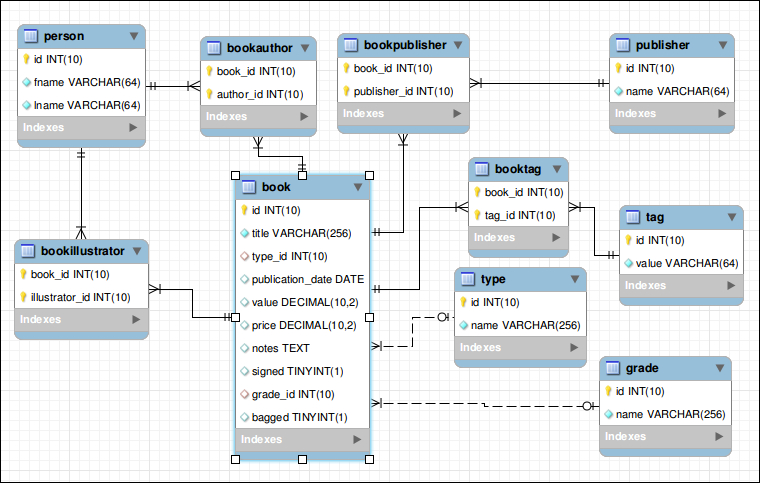 person
id INT(10)
fname VARCHAR(64)
lname VARCHAR(64)
Indexes
bookauthor
book_id INT(10)
author_id INT(10)
Indexes
bookpublisher
book_id INT(10)
publisher_id INT(10)
Indexes
publisher
id INT(10)
name VARCHAR(64)
Indexes
booktag
book_id INT(10)
tag_id INT(10)
Indexes
tag
id INT(10)
value VARCHAR(64)
Indexes
bookillustrator
book_id INT(10)
illustrator_id INT(10)
Indexes
book
id INT(10)
title VARCHAR(256)
type_id INT(10)
publication_date DATE
value DECIMAL(10,2)
price DECIMAL(10,2)
notes TEXT
signed TINYINT(1)
grade_id INT(10)
bagged TINYINT(1)
Indexes
type
id INT(10)
name VARCHAR(256)
Indexes
grade
id INT(10)
name VARCHAR(256)
Indexes